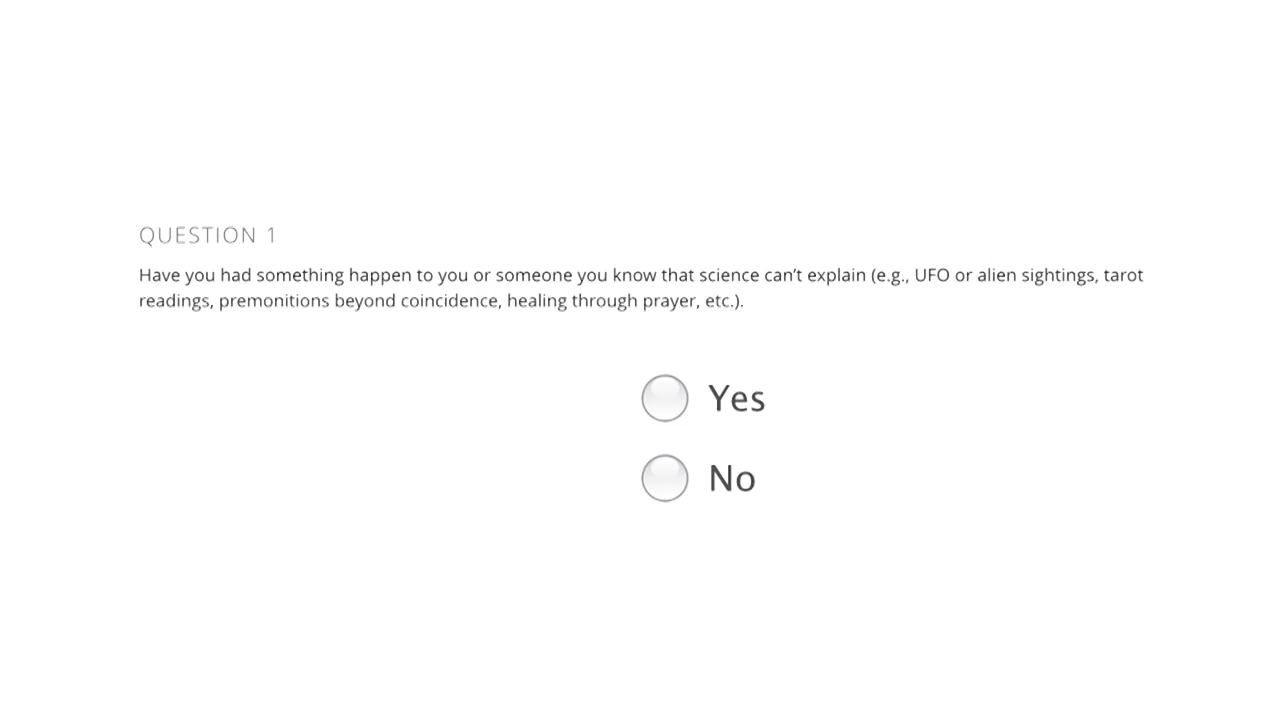 QUESTION 1
Have you had something happen to you or someone you know that science can’t explain (e.g., UFO or alien sightings, tarot
readings, premonitions beyond coincidence, healing through prayer, etc.).
Yes
No